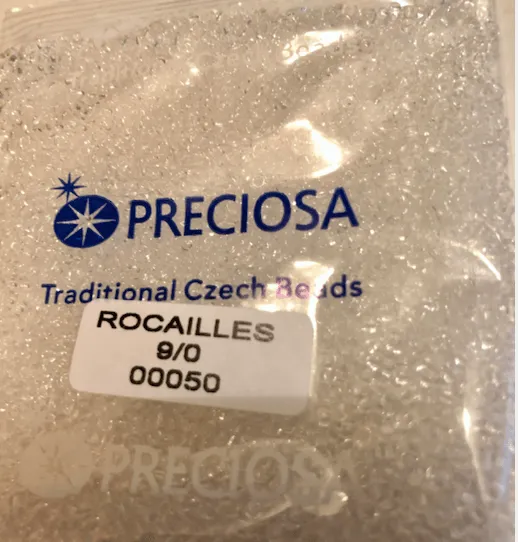 PRECIOSA
Traditional Czech Beads
ROCAILLES
9/0
00050
PRECIOSA